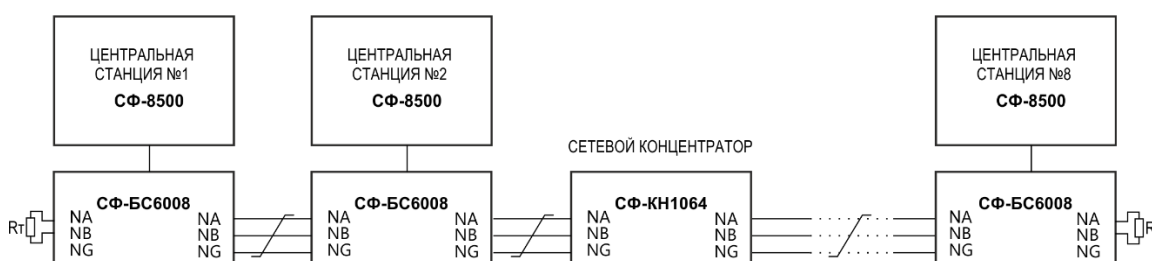 ЦЕНТРАЛЬНАЯ
СТАНЦИЯ №1
СФ-8500
ЦЕНТРАЛЬНАЯ
СТАНЦИЯ №2
СФ-8500
ЦЕНТРАЛЬНАЯ
СТАНЦИЯ №8
СФ-8500
СЕТЕВОЙ КОНЦЕНТРАТОР
СФ-БС6008
СФ-БС6008
СФ-КН1064
СФ-БС6008
Rт NA NA NA NA NA NA NA NA R
NB NB NB NB NB NB NB NB
NG NG NG NG NG NG NG NG